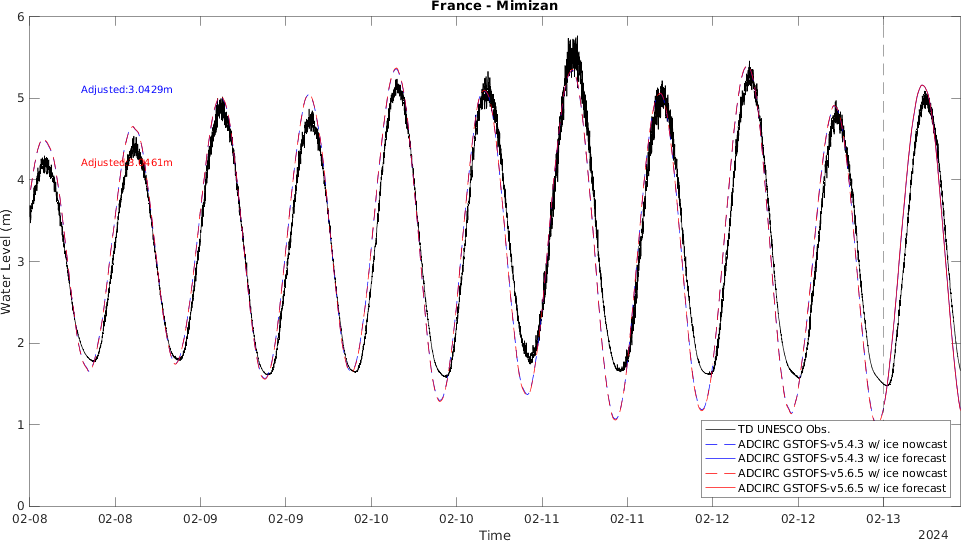 France - Mimizan
6
5
4
3
2
1
0
Water Level (m)
Adjusted:3.0429m
Adjusted:3.0461m
TD UNESCO Obs.
ADCIRC GSTOFS-v5.4.3 w/ ice nowcast
ADCIRC GSTOFS-v5.4.3 w/ ice forecast
ADCIRC GSTOFS-v5.6.5 w/ ice nowcast
ADCIRC GSTOFS-v5.6.5 w/ ice forecast
02-08 02-08 02-09 02-09 02-10 02-10 02-11 02-11 02-12 02-12 02-13
Time
2024